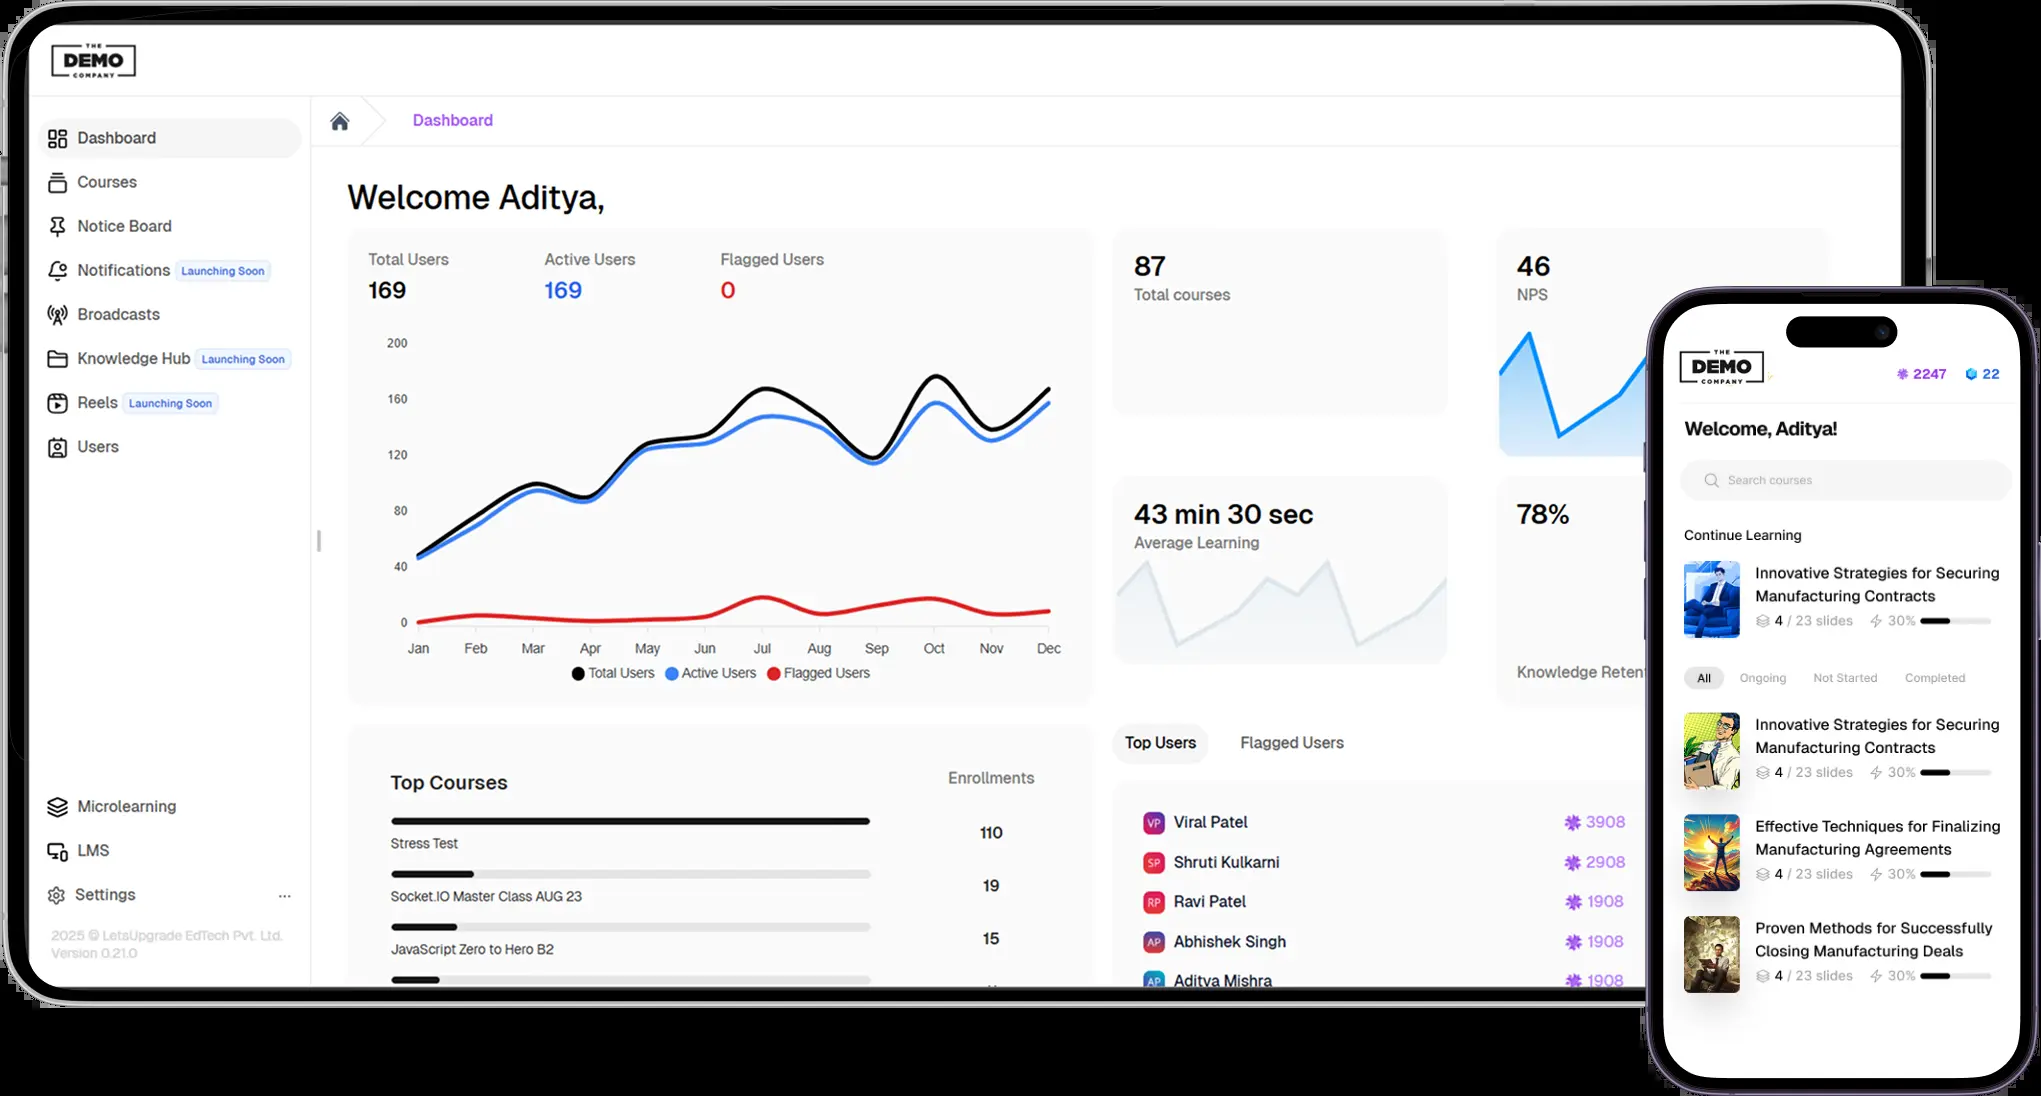 THE
DEMO
COMPANY
Dashboard
Courses
Notice Board
Notifications Launching Soon
Broadcasts
Knowledge Hub Launching Soon
Reels Launching Soon
Users
Microlearning
LMS
Settings ...
2025 © LetsUpgrade EdTech Pvt. Ltd.
Version 0.21.0
Dashboard
Welcome Aditya,
Total Users Active Users Flagged Users
169 169 0
200
160
120
80
40
0
Jan Feb Mar Apr May Jun Jul Aug Sep Oct Nov Dec
Total Users Active Users Flagged Users
87
Total courses
46
NPS
43 min 30 sec
Average Learning
78%
Knowledge Retent
Top Courses Enrollments
Stress Test 110
Socket.IO Master Class AUG 23 19
JavaScript Zero to Hero B2 15
Top Users Flagged Users
VP Viral Patel 3908
SP Shruti Kulkarni 2908
RP Ravi Patel 1908
AP Abhishek Singh 1908
AP Aditya Mishra 1908
THE
DEMO
COMPANY
2247 22
Welcome, Aditya!
Search courses
Continue Learning
Innovative Strategies for Securing
Manufacturing Contracts
4 / 23 slides 30%
All Ongoing Not Started Completed
Innovative Strategies for Securing
Manufacturing Contracts
4 / 23 slides 30%
Effective Techniques for Finalizing
Manufacturing Agreements
4 / 23 slides 30%
Proven Methods for Successfully
Closing Manufacturing Deals
4 / 23 slides 30%